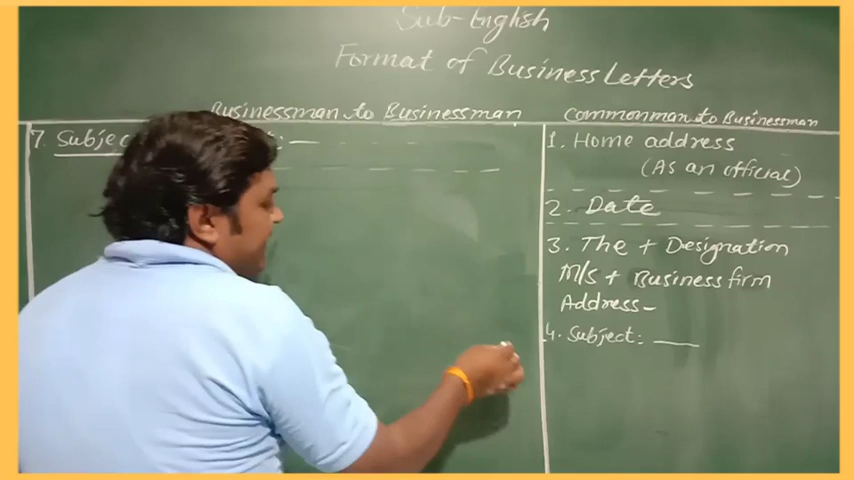 Sub-English
Format of Business Letters
Businessman to Businessman
commonman to Businessman
7. Subjec
1. Home address
(As an official)
2. Date
3. The + Designation
M/s + Business firm
Address-
4. Subject: —